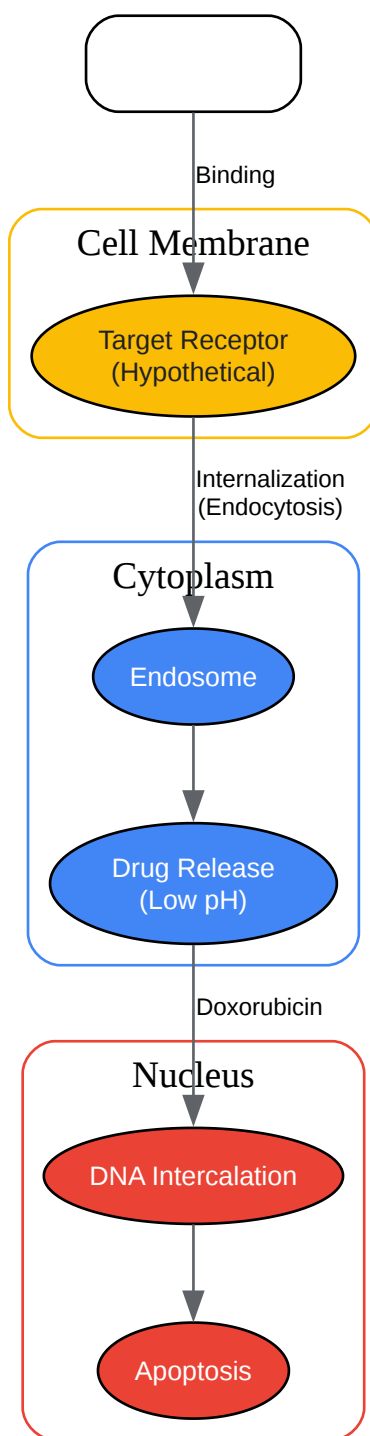 Binding
Cell Membrane
Target Receptor
(Hypothetical)
Internalization
(Endocytosis)
Cytoplasm
Endosome
Drug Release
(Low pH)
Doxorubicin
Nucleus
DNA Intercalation
Apoptosis